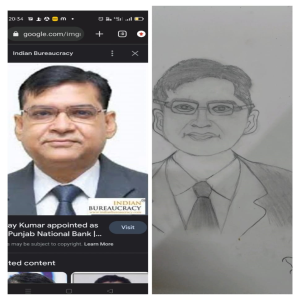 20:34
google.com/imgi
Indian Bureaucracy
INDIAN
BUREAUCRACY
ay Kumar appointed as
Punjab National Bank |...
Visit
s may be subject to copyright. Learn More
ted content